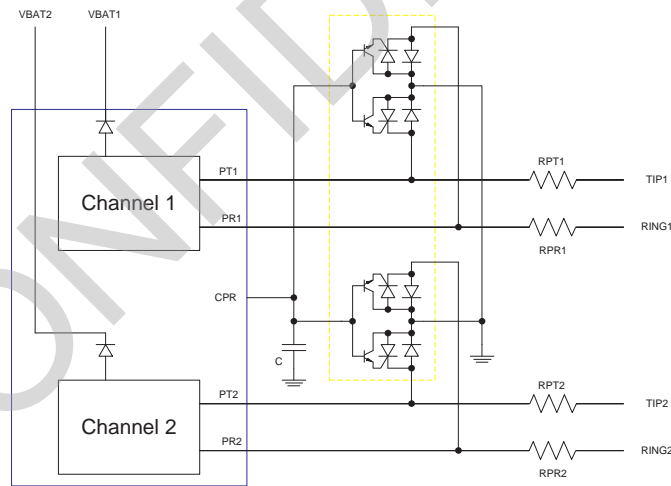 VBAT2 VBAT1
RPT1
PT1 TIP1
Channel 1
PR1 RING1
RPR1
CPR
C
RPT2
PT2 TIP2
Channel 2
PR2 RING2
RPR2
ONFID